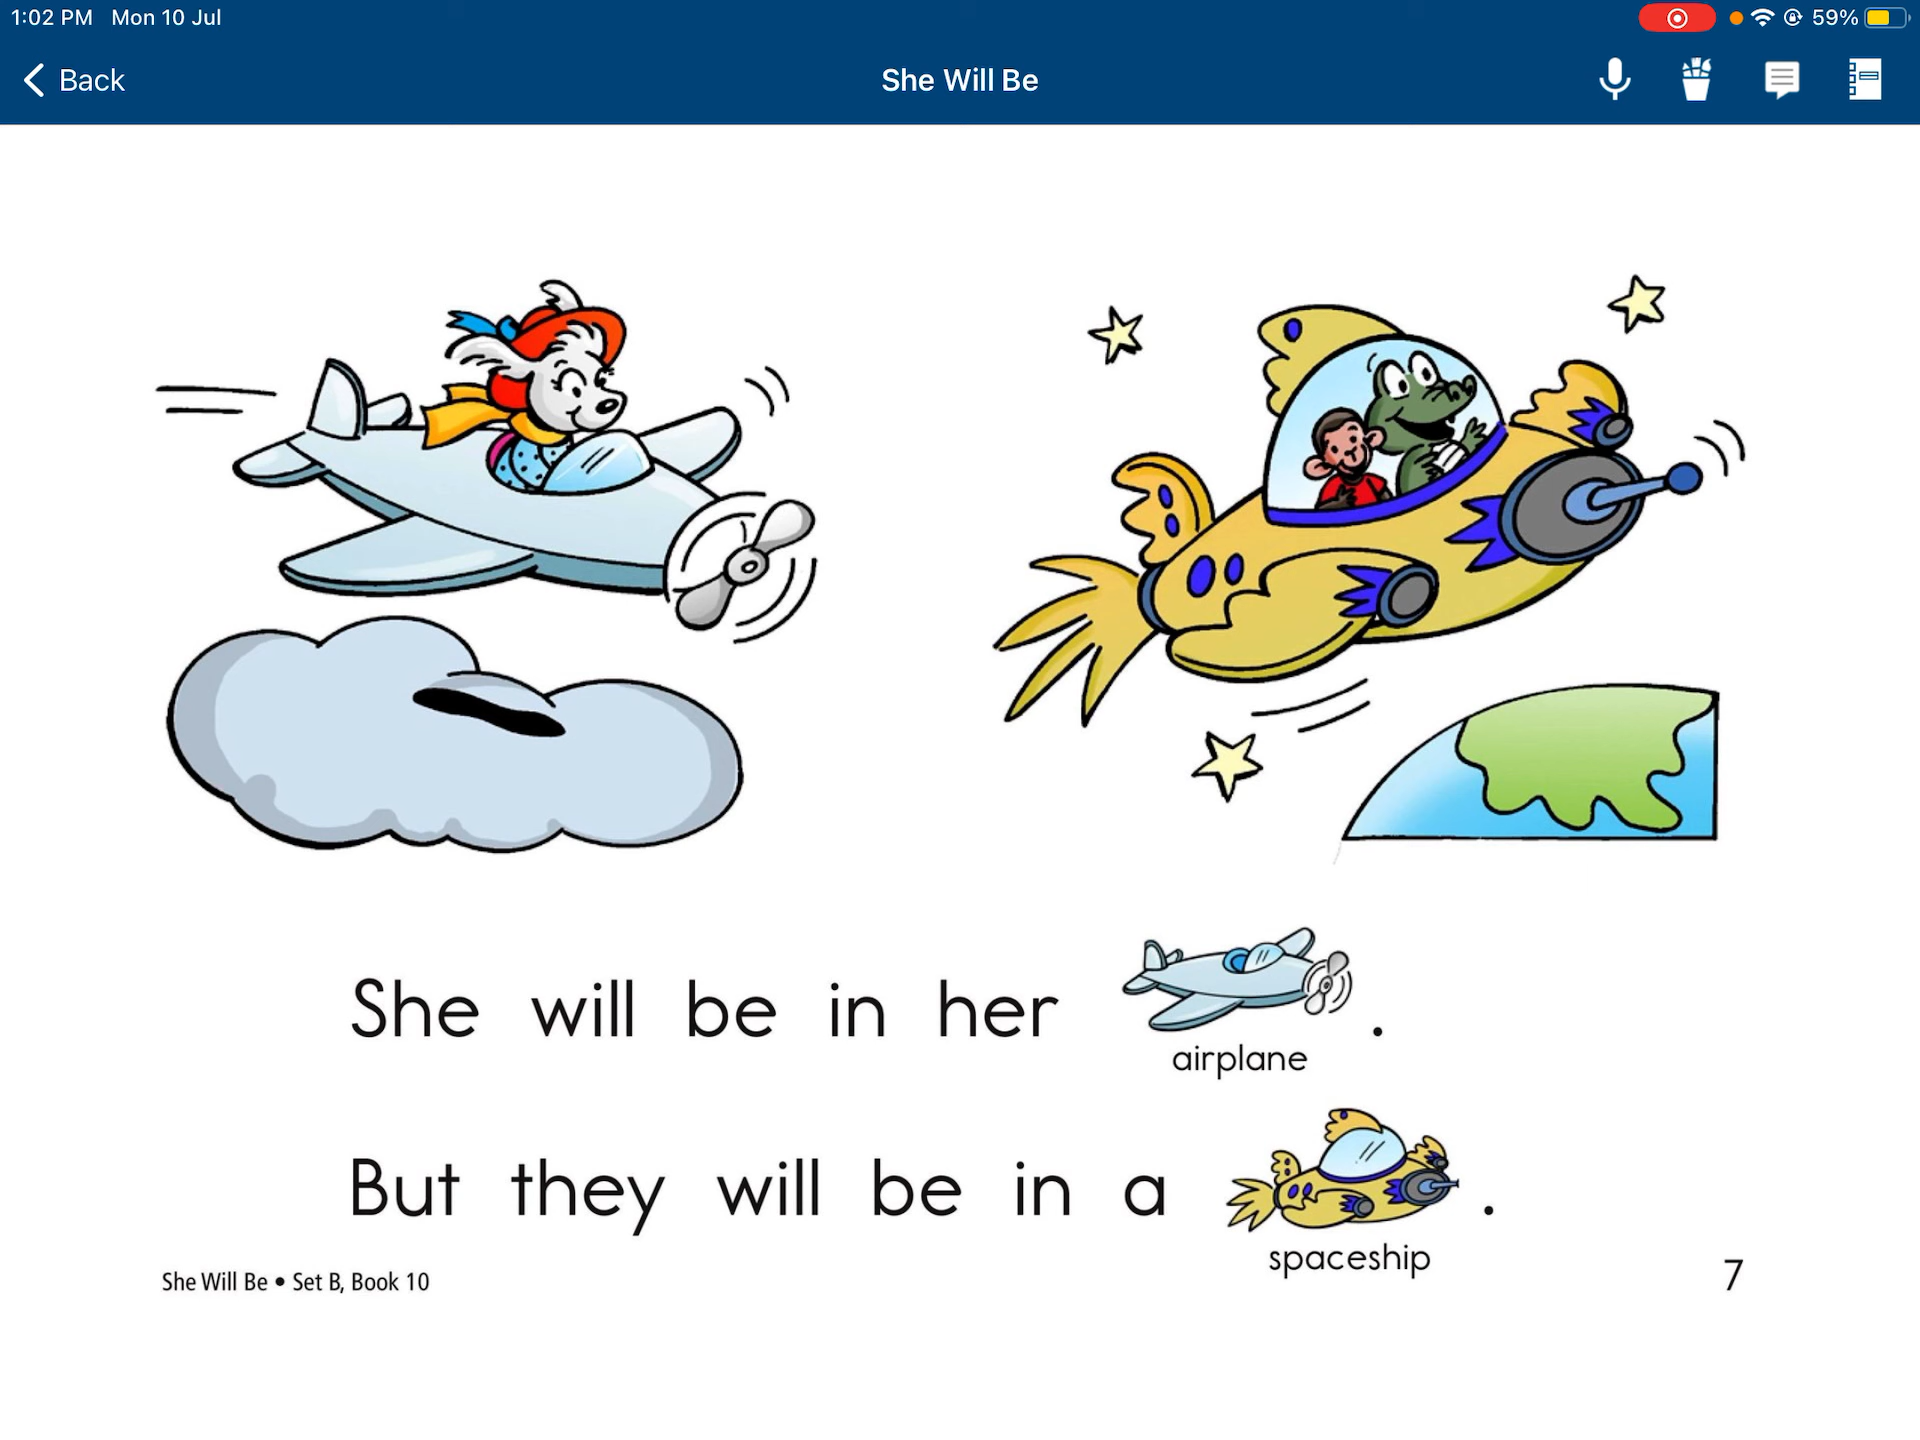 1:02 PM Mon 10 Jul 59%
Back She Will Be
She will be in her .
airplane
But they will be in a .
spaceship
She Will Be • Set B, Book 10 7